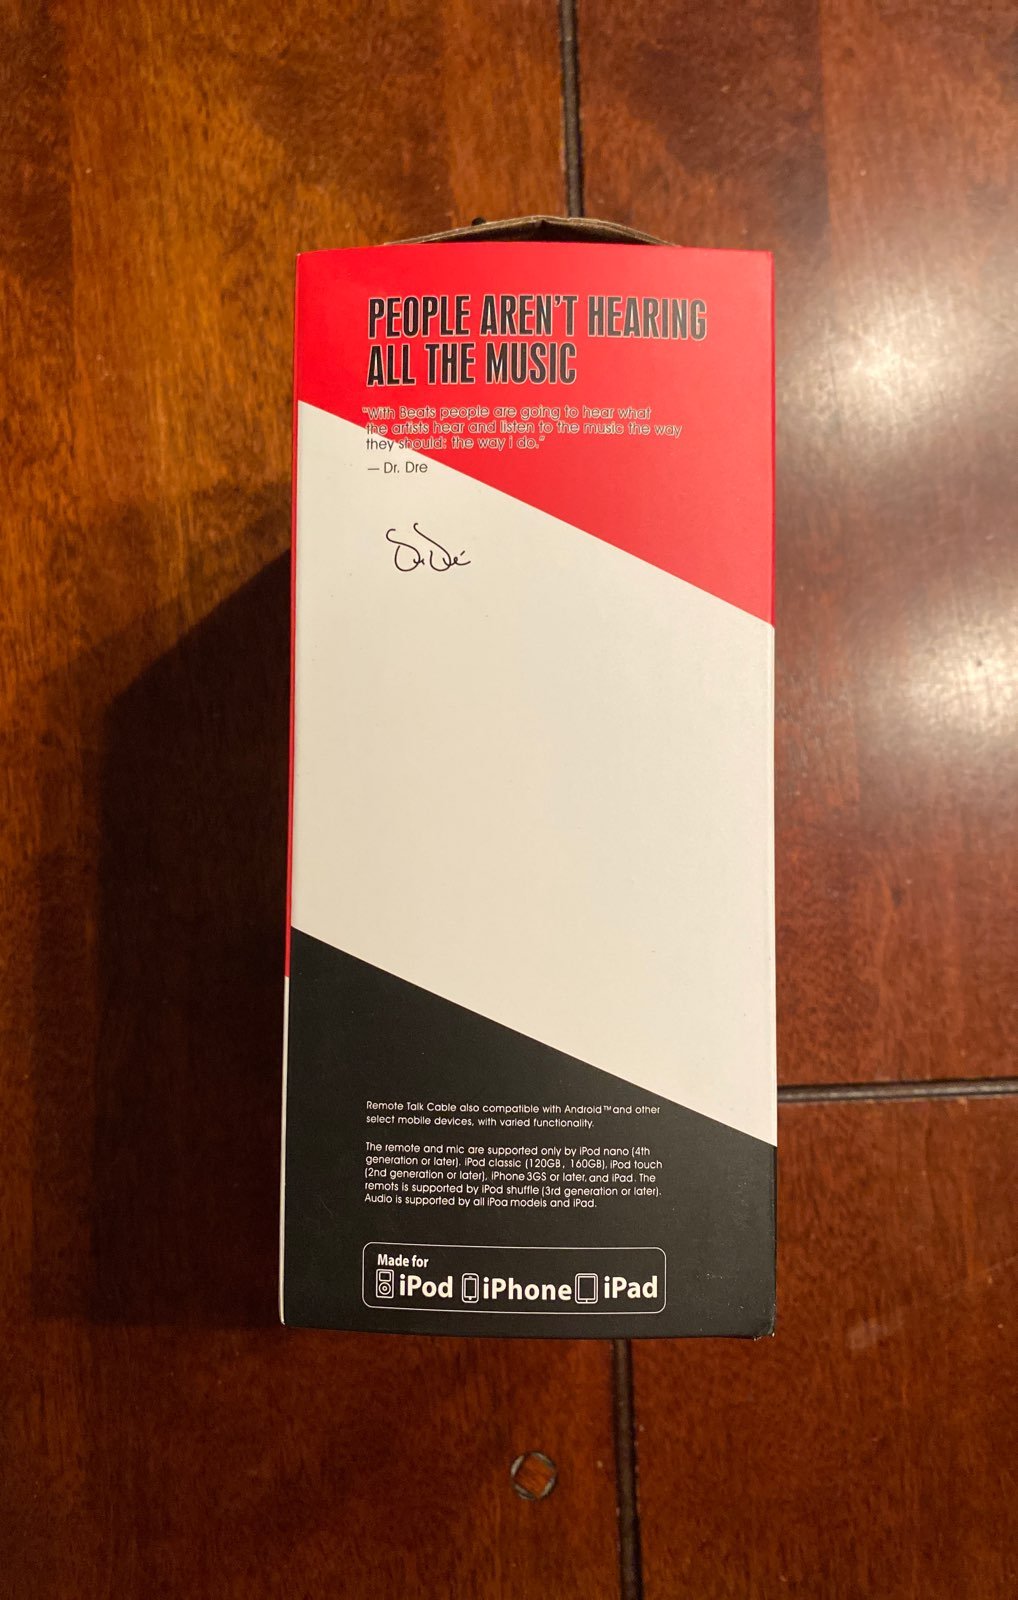 PEOPLE AREN'T HEARING
ALL THE MUSIC
"With Beats people are going to hear what
the artists hear and listen to the music the way
they should: the way I do."
— Dr. Dre
Dr. Dre
Remote Talk Cable also compatible with Android™and other
select mobile devices, with varied functionality.
The remote and mic are supported only by iPod nano (4th
generation or later). iPod classic (120GB, 160GB), iPod touch
(2nd generation or later), iPhone 3GS or later, and iPad. The
remots is supported by iPod shuffle (3rd generation or later).
Audio is supported by all iPoa models and iPad.
Made for
iPod iPhone iPad